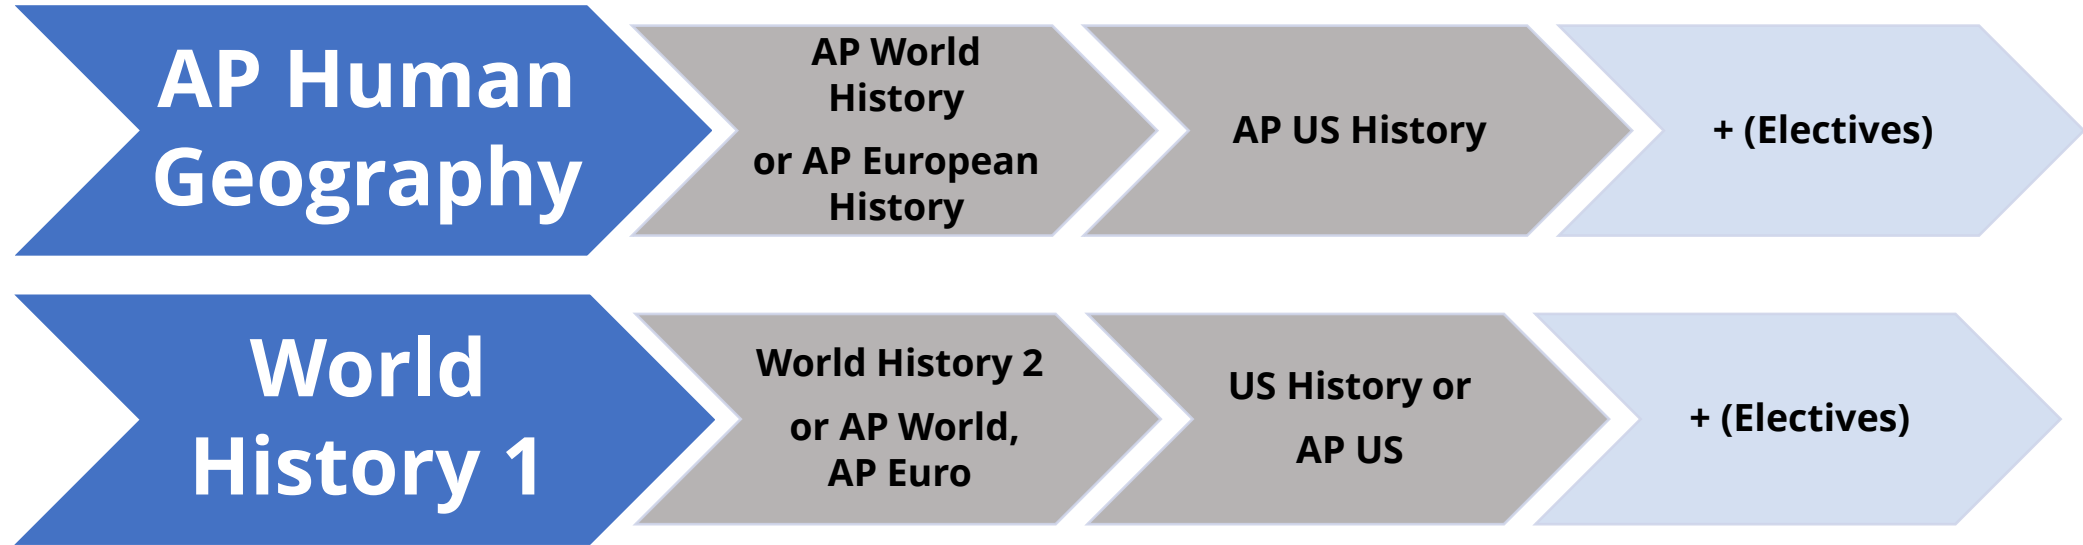 AP Human
Geography
AP World
History
or AP European
History
AP US History
+ (Electives)
World
History 1
World History 2
or AP World,
AP Euro
US History or
AP US
+ (Electives)